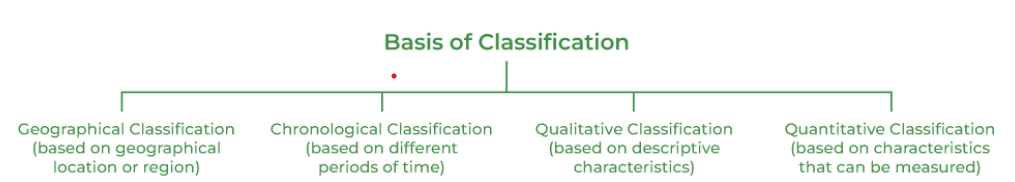 Basis of Classification
Geographical Classification
(based on geographical
location or region)
Chronological Classification
(based on different
periods of time)
Qualitative Classification
(based on descriptive
characteristics)
Quantitative Classification
(based on characteristics
that can be measured)